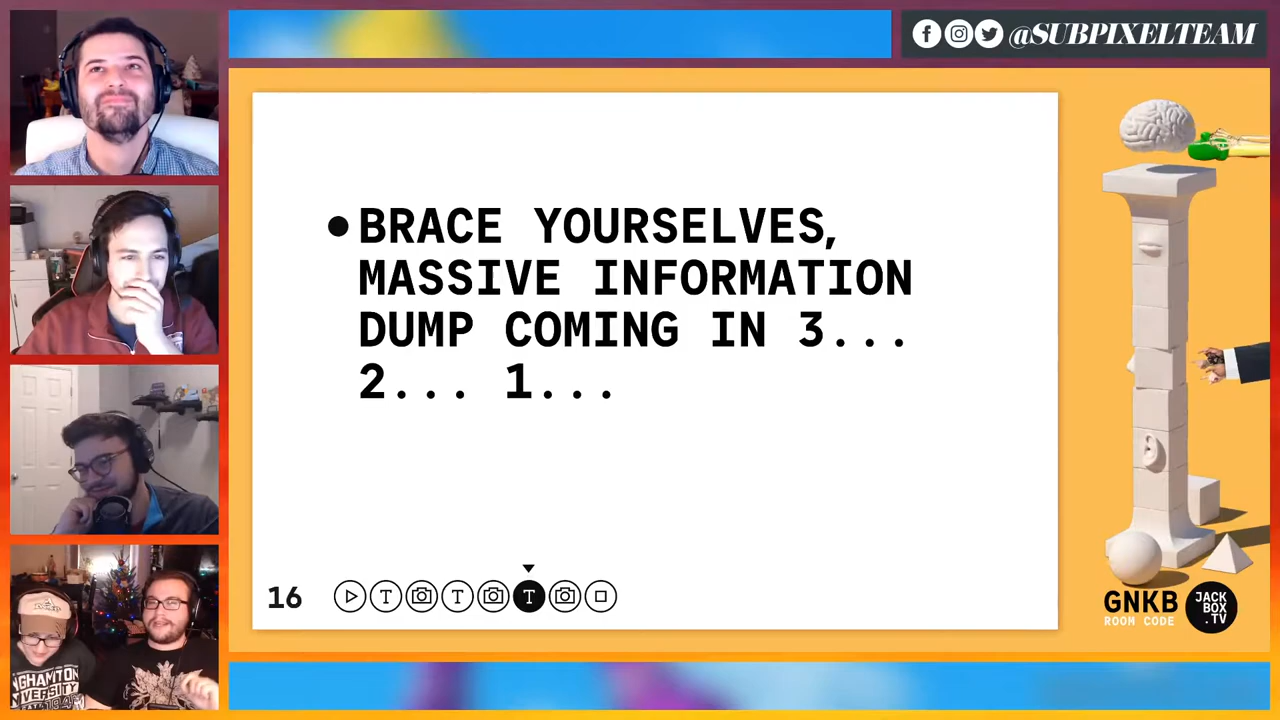 @SUBPIXELTEAM
BRACE YOURSELVES,
MASSIVE INFORMATION
DUMP COMING IN 3...
2... 1...
16
T
T
T
GNKB
ROOM CODE
JACK
BOX
.TV